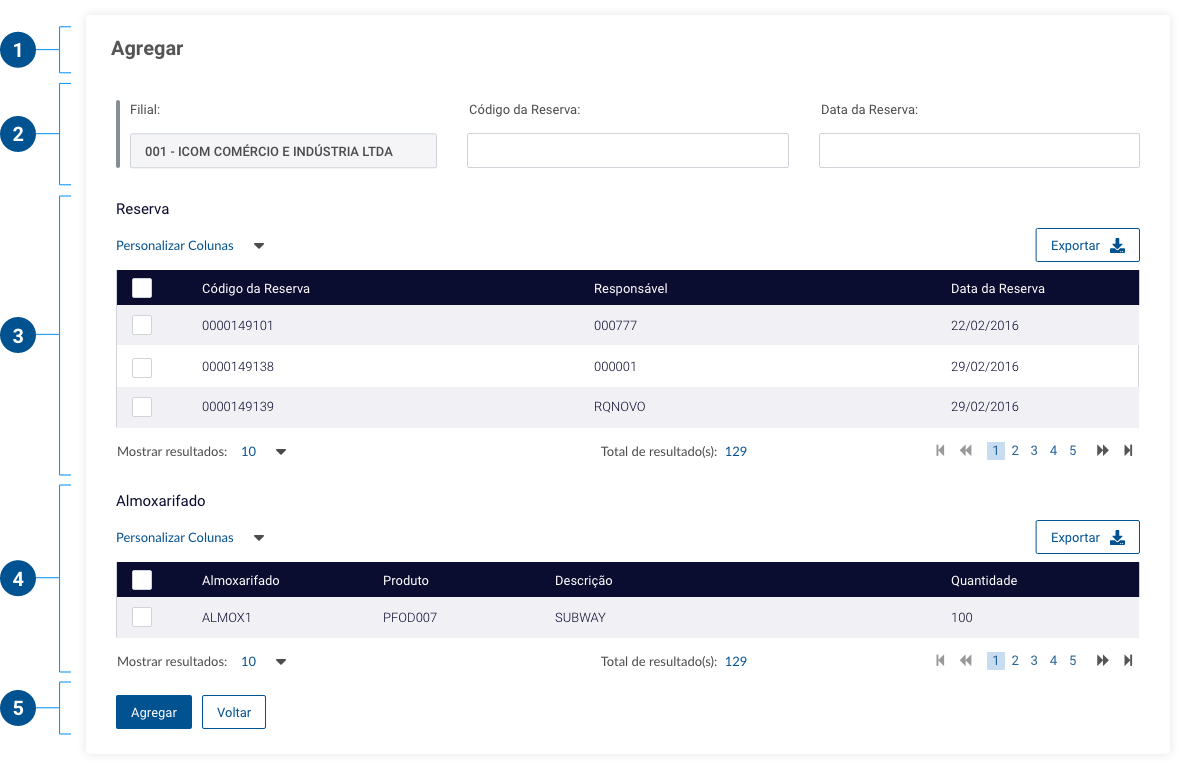 1
Agregar
2
Filial:
Código da Reserva:
Data da Reserva:
001 - ICOM COMÉRCIO E INDÚSTRIA LTDA
3
Reserva
Personalizar Colunas
Exportar
Código da Reserva Responsável Data da Reserva
0000149101 000777 22/02/2016
0000149138 000001 29/02/2016
0000149139 RQNOVO 29/02/2016
Mostrar resultados: 10 Total de resultado(s): 129 1 2 3 4 5
4
Almoxarifado
Personalizar Colunas
Exportar
Almoxarifado Produto Descrição Quantidade
ALMOX1 PFOD007 SUBWAY 100
Mostrar resultados: 10 Total de resultado(s): 129 1 2 3 4 5
5
Agregar Voltar